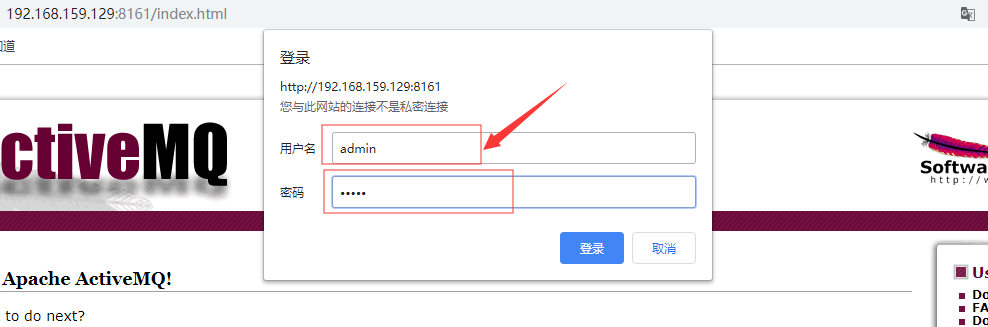 192.168.159.129:8161/index.html
知道
登录
http://192.168.159.129:8161
您与此网站的连接不是私密连接
ctiveMQ
用户名 admin
密码 •••••
登录 取消
Softwa
http://w
Apache ActiveMQ!
to do next?
Us
Do
FA
Do